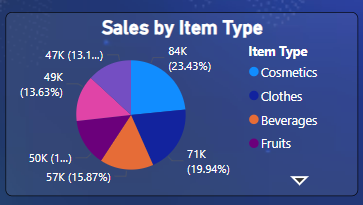 Sales by Item Type
47K (13.1...)
84K
(23.43%)
49K
(13.63%)
50K (1...)
57K (15.87%)
71K
(19.94%)
Item Type
Cosmetics
Clothes
Beverages
Fruits